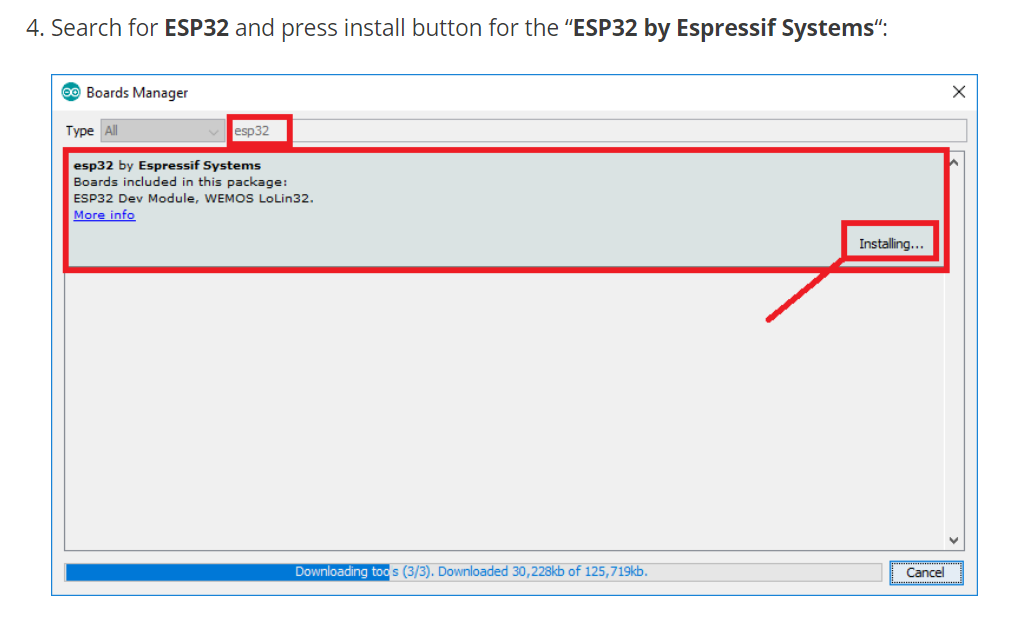 4. Search for ESP32 and press install button for the “ESP32 by Espressif Systems“:
Boards Manager
Type All esp32
esp32 by Espressif Systems
Boards included in this package:
ESP32 Dev Module, WEMOS LoLin32.
More info
Installing...
Downloading tools (3/3). Downloaded 30,228kb of 125,719kb.
Cancel